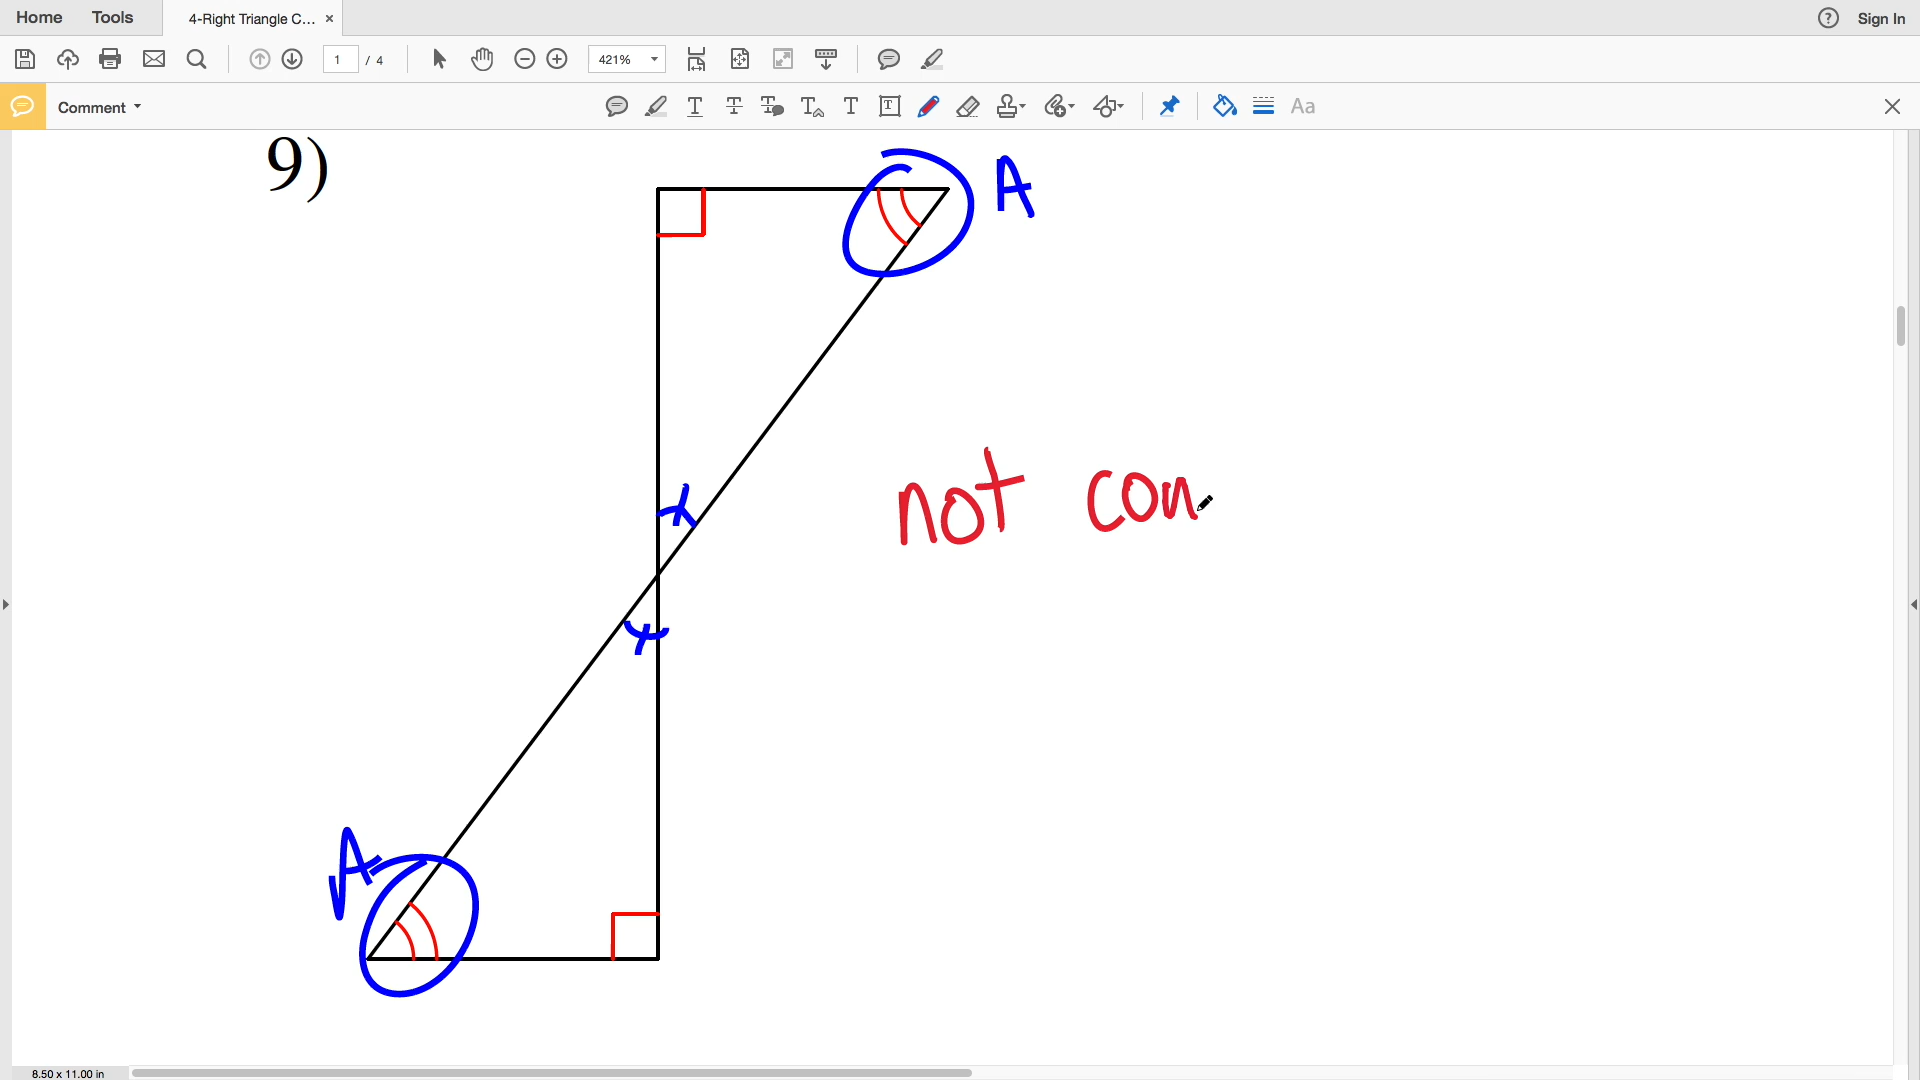 Home Tools 4-Right Triangle C... × ? Sign In
1 / 4 421%
Comment T T T T T T Aa
9)
A
not con
A
8.50 x 11.00 in